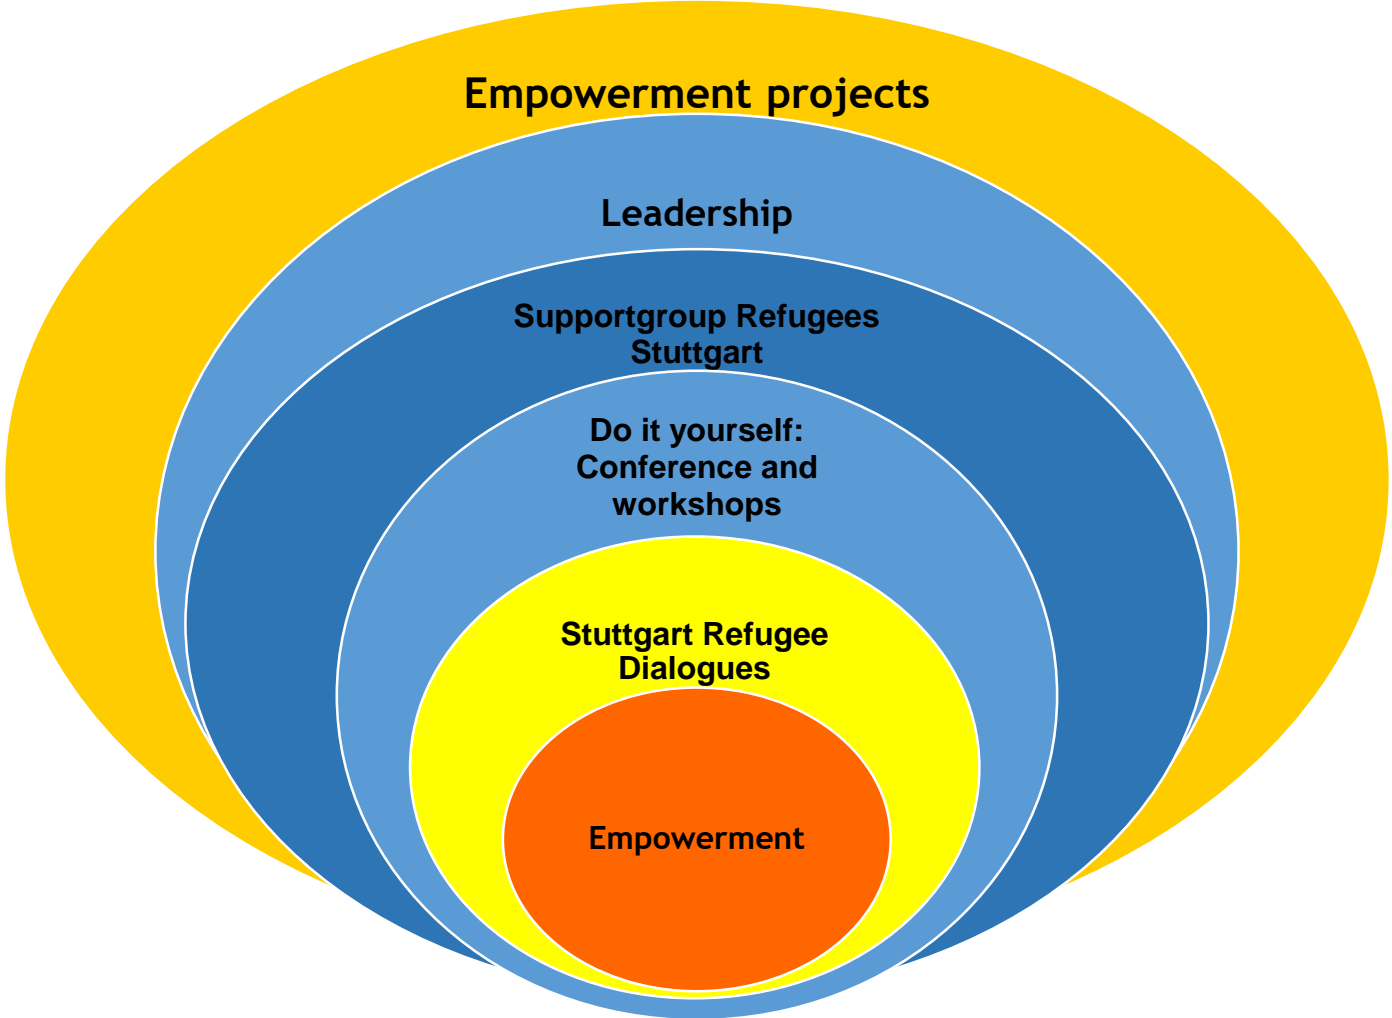 Empowerment projects
Leadership
Supportgroup Refugees
Stuttgart
Do it yourself:
Conference and
workshops
Stuttgart Refugee
Dialogues
Empowerment